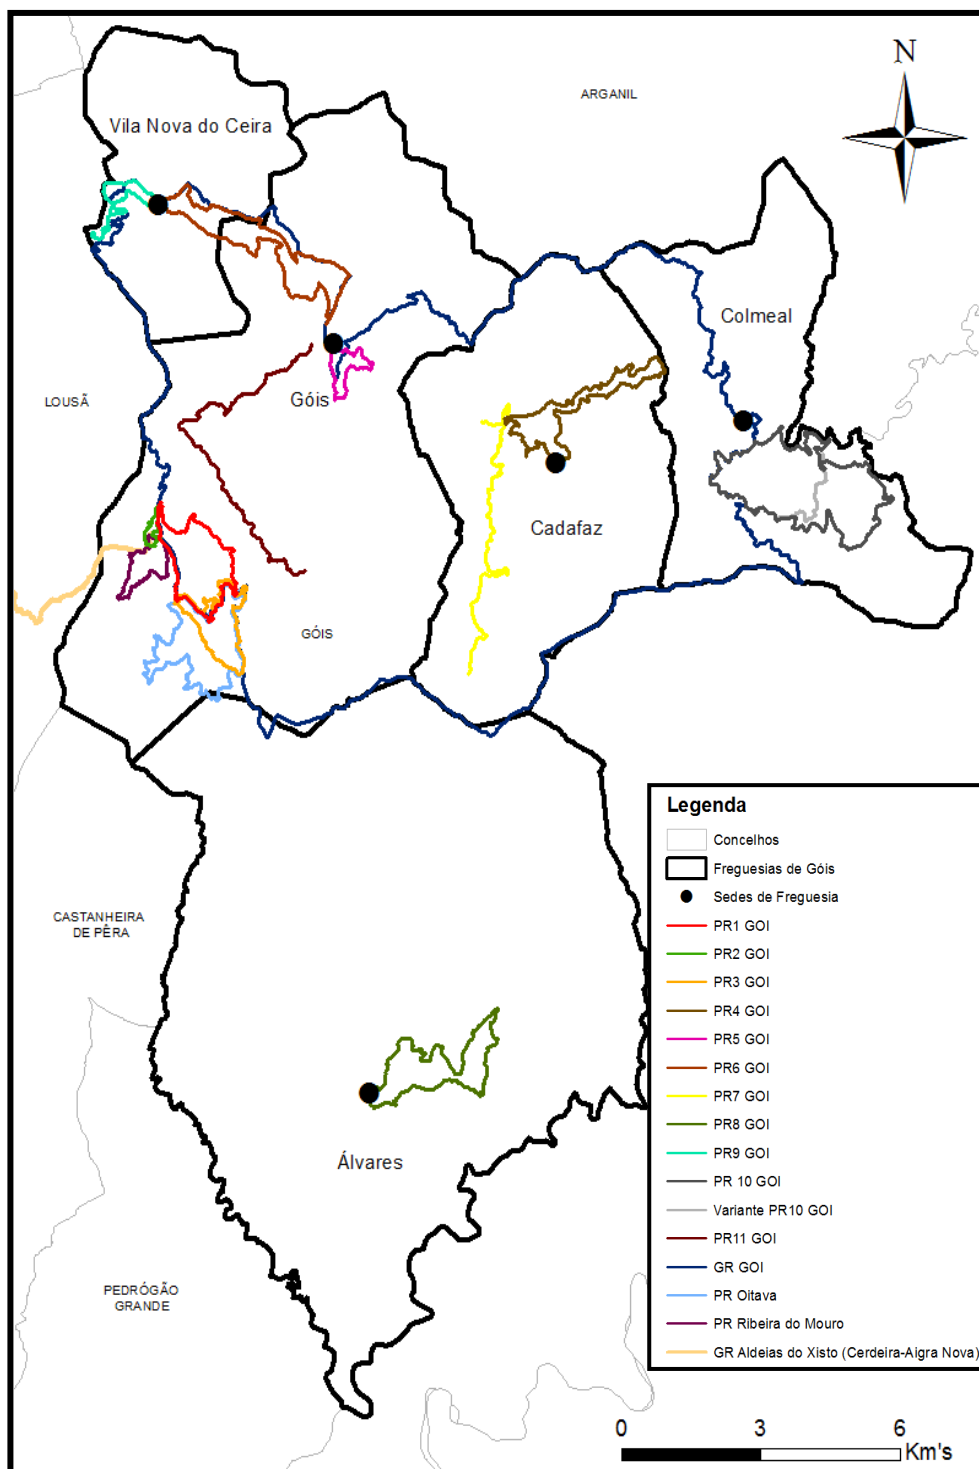 N
ARGANIL
Vila Nova do Ceira
Colmeal
LOUSÃ
Góis
Cadafaz
GÓIS
CASTANHEIRA
DE PÊRA
Álvares
PEDRÓGÃO
GRANDE
Legenda
Concelhos
Freguesias de Góis
Sedes de Freguesia
PR1 GOI
PR2 GOI
PR3 GOI
PR4 GOI
PR5 GOI
PR6 GOI
PR7 GOI
PR8 GOI
PR9 GOI
PR 10 GOI
Variante PR10 GOI
PR11 GOI
GR GOI
PR Oitava
PR Ribeira do Mouro
GR Aldeias do Xisto (Cerdeira-Aigra Nova)
0 3 6
Km's